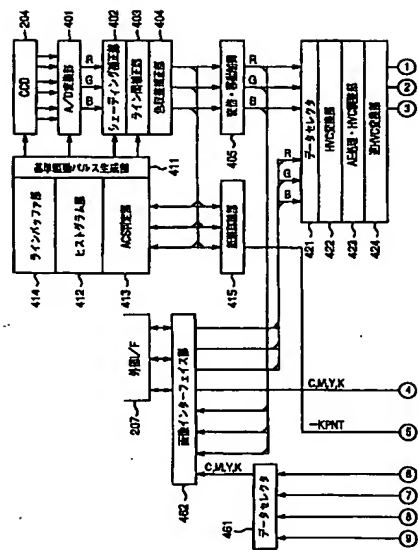 204
401
402
403
404
CCD
A/D変換部
R
G
B
シェーディング補正部
ライン間補正部
色収差補正部
R
G
B
変倍・移動処理部
405
R
G
B
①
②
③
基準駆動パルス生成部
411
ラインバッファ部
ヒストグラム部
ACS判定部
414
412
413
415
R
G
B
データセレクタ
HVC変換部
AE処理・HVC調整部
逆HVC変換部
421
422
423
424
外部I/F
207
画像インターフェイス部
462
C,M,Y,K
④
-KPNT
⑤
C,M,Y,K
データセレクタ
461
⑥
⑦
⑧
⑨